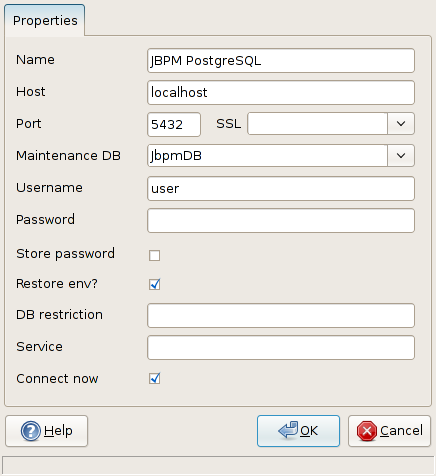 Properties
Name JBPM PostgreSQL
Host localhost
Port 5432 SSL
Maintenance DB JbpmDB
Username user
Password
Store password
Restore env?
DB restriction
Service
Connect now
Help OK Cancel